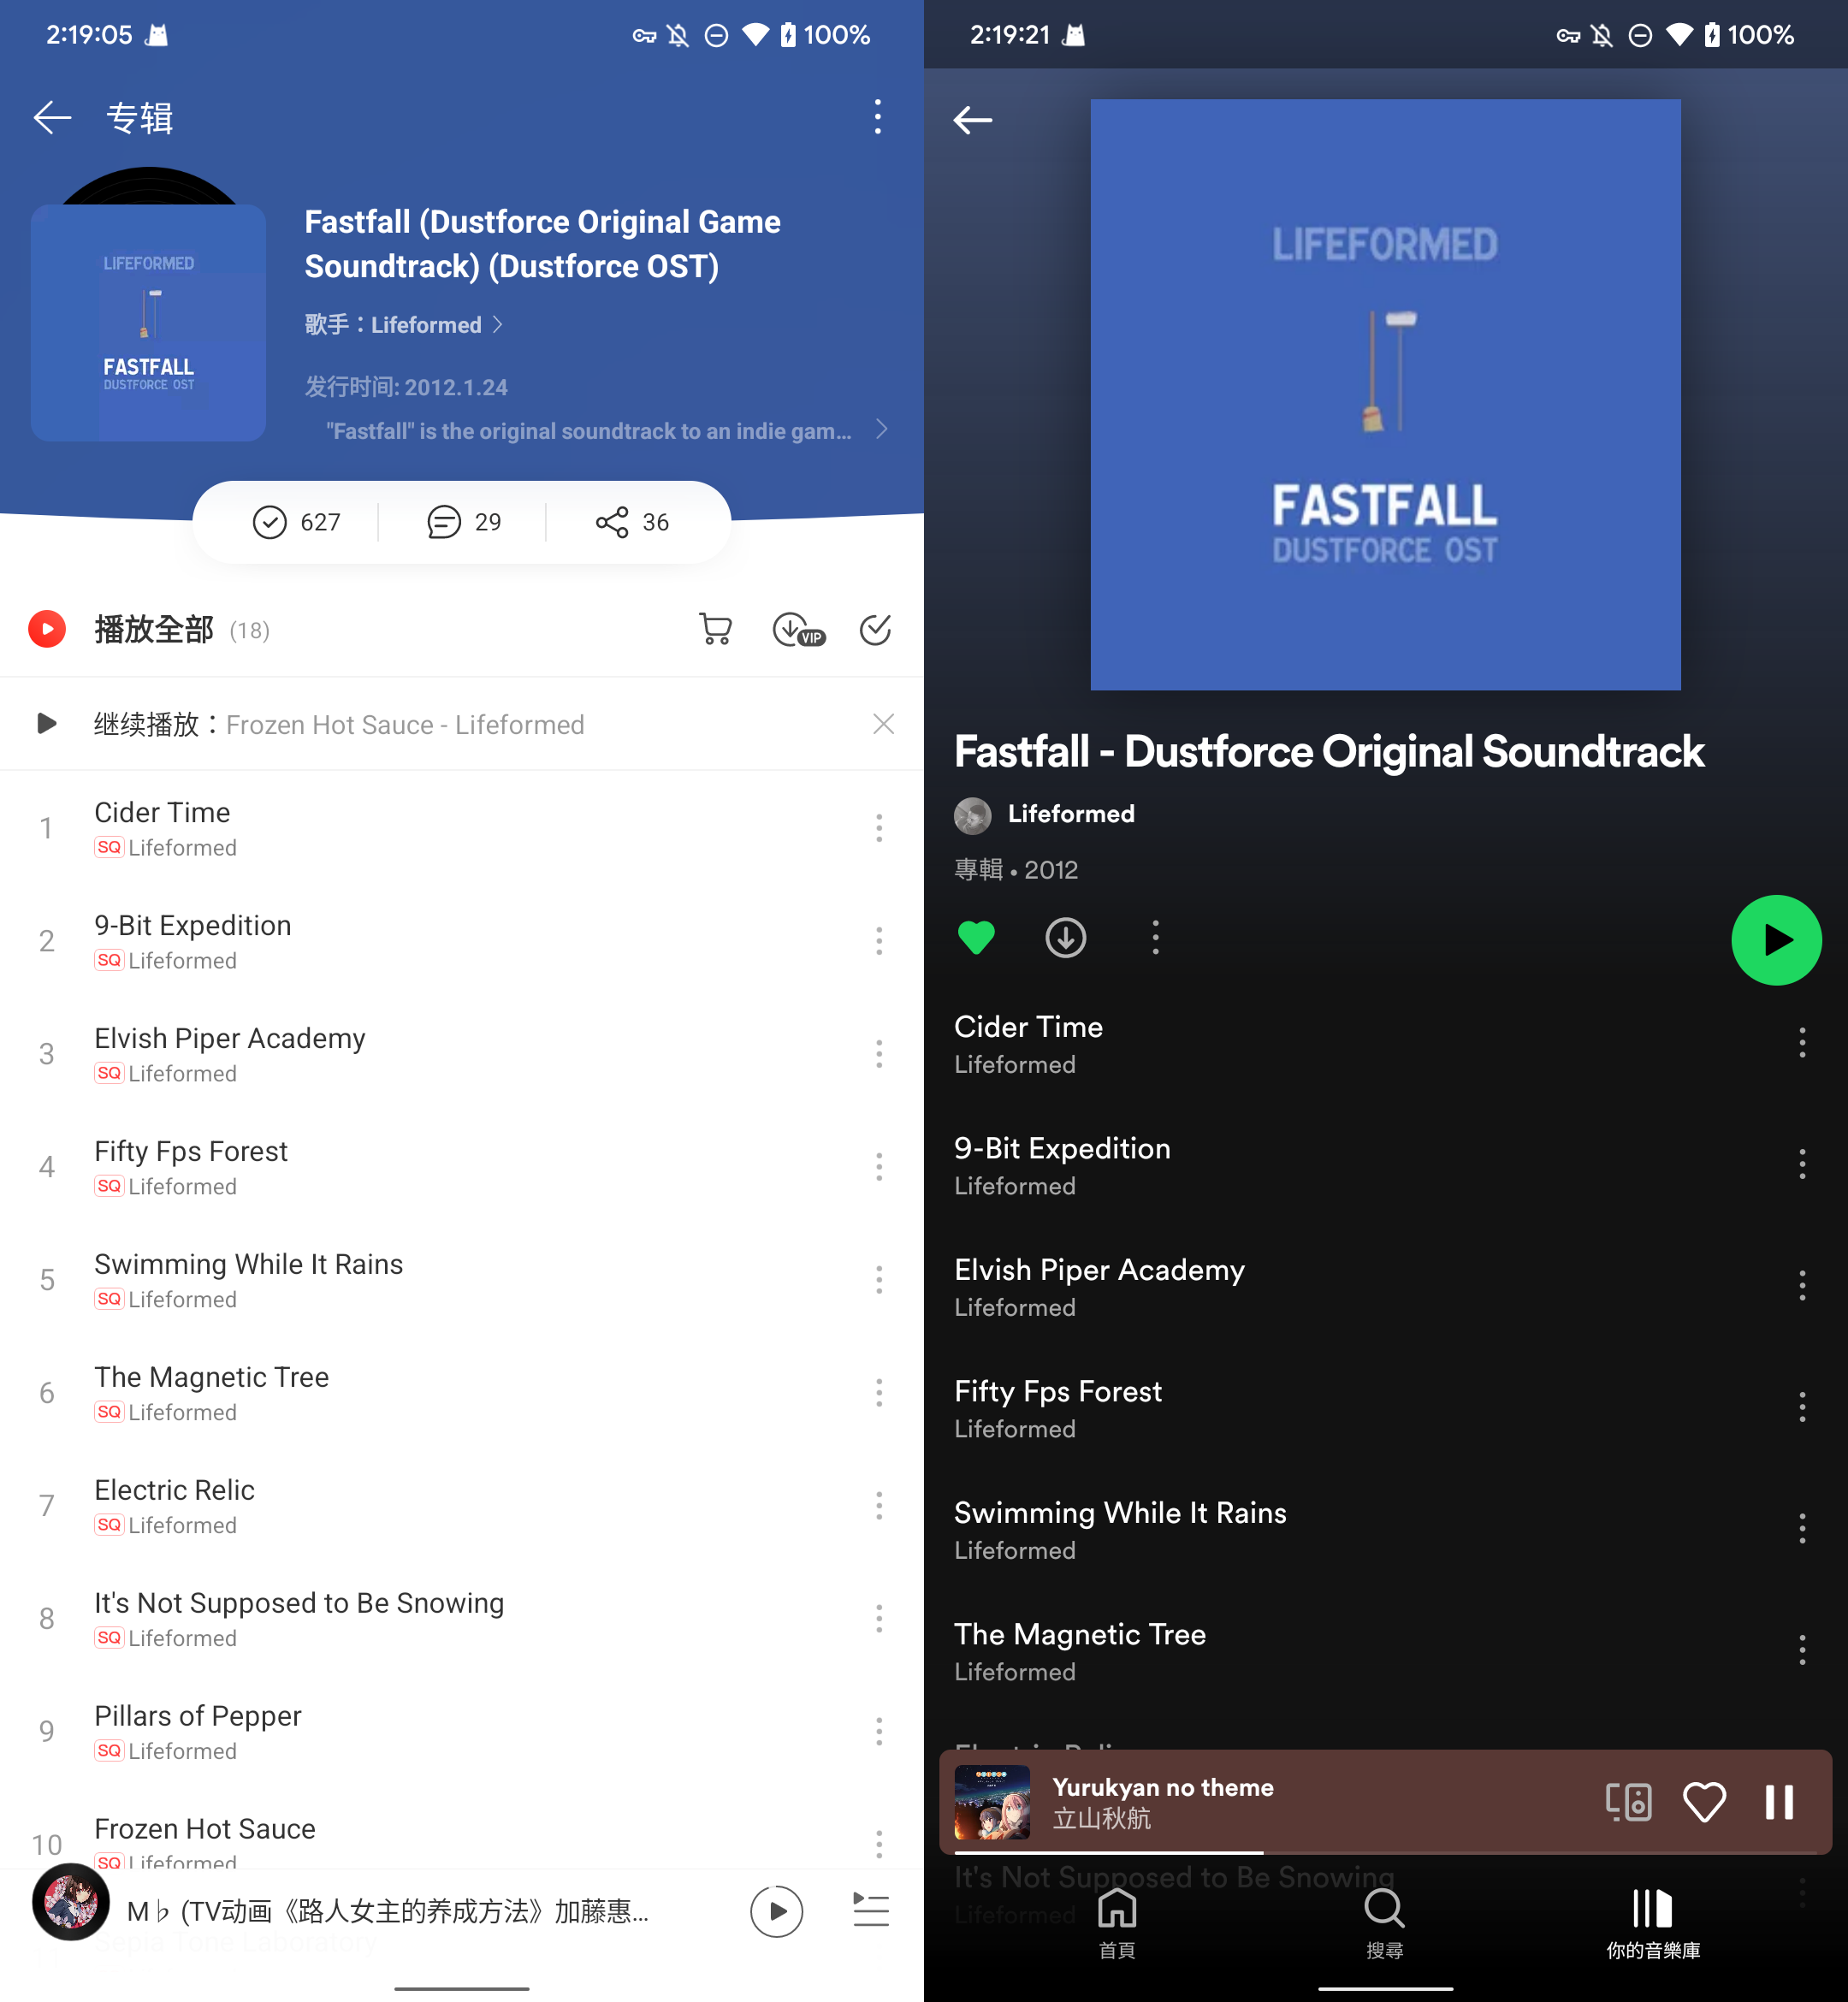 2:19:05
100%
专辑
LIFEFORMED
FASTFALL
DUSTFORCE OST
Fastfall (Dustforce Original Game
Soundtrack) (Dustforce OST)
歌手：Lifeformed
发行时间: 2012.1.24
"Fastfall" is the original soundtrack to an indie gam...
627
29
36
播放全部 (18)
VIP
继续播放：Frozen Hot Sauce - Lifeformed
1
Cider Time
SQ Lifeformed
2
9-Bit Expedition
SQ Lifeformed
3
Elvish Piper Academy
SQ Lifeformed
4
Fifty Fps Forest
SQ Lifeformed
5
Swimming While It Rains
SQ Lifeformed
6
The Magnetic Tree
SQ Lifeformed
7
Electric Relic
SQ Lifeformed
8
It's Not Supposed to Be Snowing
SQ Lifeformed
9
Pillars of Pepper
SQ Lifeformed
10
Frozen Hot Sauce
SQ Lifeformed
M♭ (TV动画《路人女主的养成方法》加藤惠...
Sepia Tone Laboratory
2:19:21
100%
LIFEFORMED
FASTFALL
DUSTFORCE OST
Fastfall - Dustforce Original Soundtrack
Lifeformed
專輯 • 2012
Cider Time
Lifeformed
9-Bit Expedition
Lifeformed
Elvish Piper Academy
Lifeformed
Fifty Fps Forest
Lifeformed
Swimming While It Rains
Lifeformed
The Magnetic Tree
Lifeformed
Electric Relic
Yurukyan no theme
立山秋航
It's Not Supposed to Be Snowing
Lifeformed
首頁
搜尋
你的音樂庫